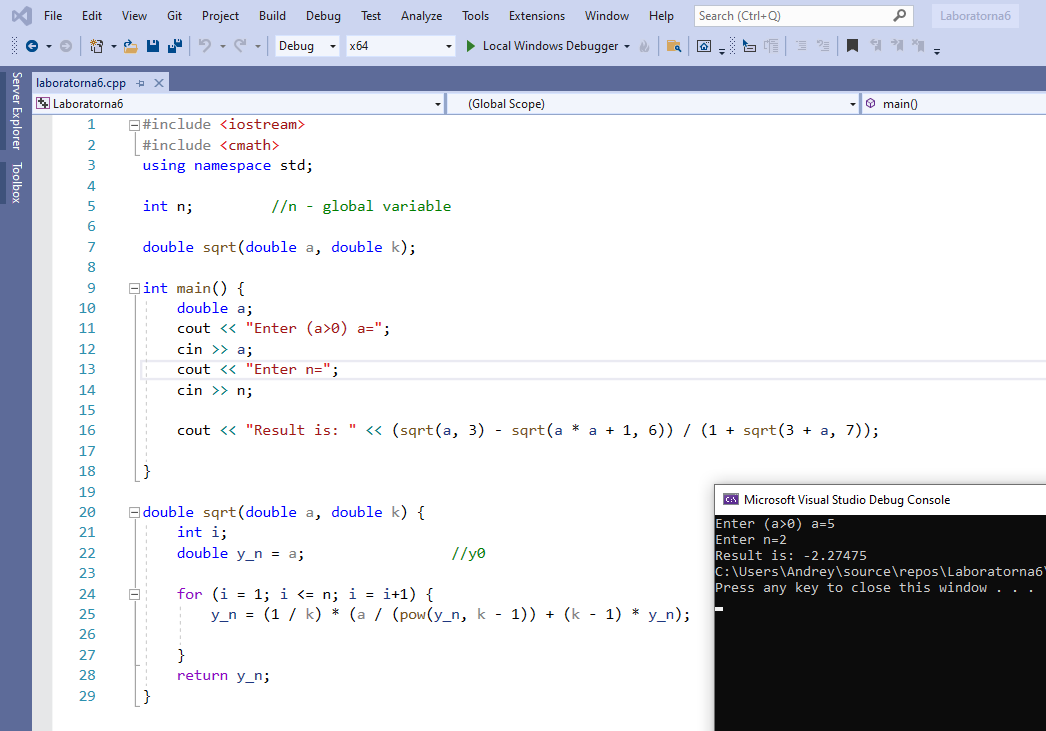 File Edit View Git Project Build Debug Test Analyze Tools Extensions Window Help Search (Ctrl+Q) Laboratorna6
Debug x64 Local Windows Debugger
Server Explorer
Toolbox
laboratorna6.cpp
Laboratorna6 (Global Scope) main()
1 #include <iostream>
2 #include <cmath>
3 using namespace std;
4
5 int n; //n - global variable
6
7 double sqrt(double a, double k);
8
9 int main() {
10 double a;
11 cout << "Enter (a>0) a=";
12 cin >> a;
13 cout << "Enter n=";
14 cin >> n;
15
16 cout << "Result is: " << (sqrt(a, 3) - sqrt(a * a + 1, 6)) / (1 + sqrt(3 + a, 7));
17
18 }
19
20 double sqrt(double a, double k) {
21 int i;
22 double y_n = a; //y0
23
24 for (i = 1; i <= n; i = i+1) {
25 y_n = (1 / k) * (a / (pow(y_n, k - 1)) + (k - 1) * y_n);
26
27 }
28 return y_n;
29 }
Microsoft Visual Studio Debug Console
Enter (a>0) a=5
Enter n=2
Result is: -2.27475
C:\Users\Andrey\source\repos\Laboratorna6\
Press any key to close this window . . .